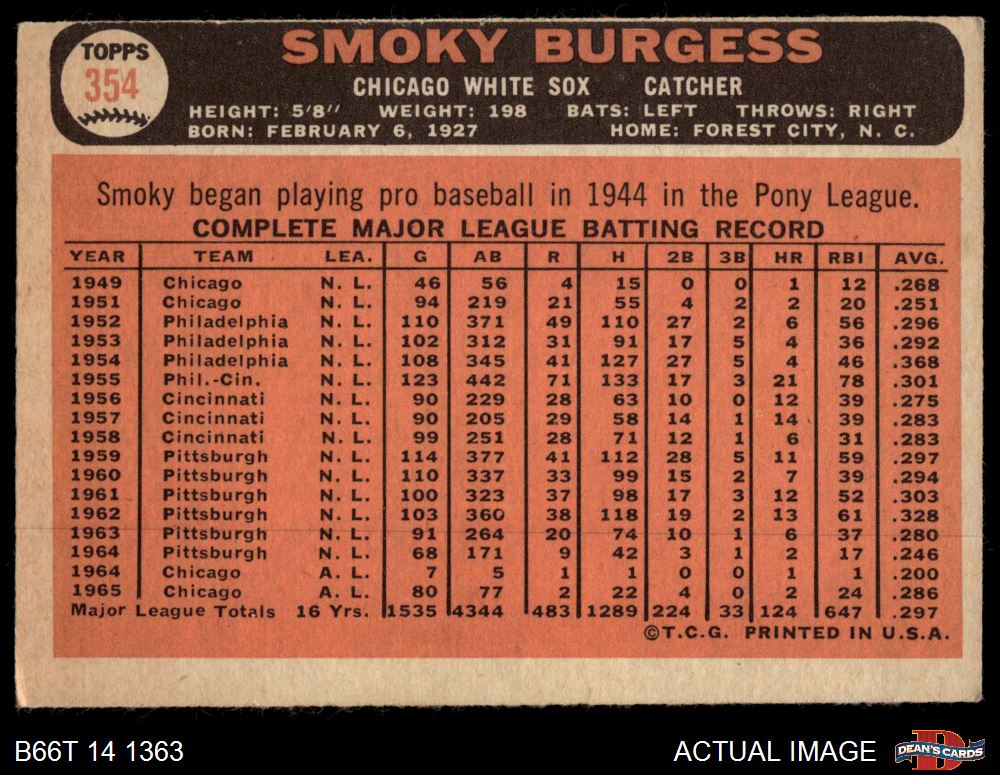 TOPPS
354
SMOKY BURGESS
CHICAGO WHITE SOX CATCHER
HEIGHT: 5'8" WEIGHT: 198 BATS: LEFT THROWS: RIGHT
BORN: FEBRUARY 6, 1927 HOME: FOREST CITY, N. C.
Smoky began playing pro baseball in 1944 in the Pony League.
COMPLETE MAJOR LEAGUE BATTING RECORD
YEAR TEAM LEA. G AB R H 2B 3B HR RBI AVG.
1949 Chicago N. L. 46 56 4 15 0 0 1 12 .268
1951 Chicago N. L. 94 219 21 55 4 2 2 20 .251
1952 Philadelphia N. L. 110 371 49 110 27 2 6 56 .296
1953 Philadelphia N. L. 102 312 31 91 17 5 4 36 .292
1954 Philadelphia N. L. 108 345 41 127 27 5 4 46 .368
1955 Phil.-Cin. N. L. 123 442 71 133 17 3 21 78 .301
1956 Cincinnati N. L. 90 229 28 63 10 0 12 39 .275
1957 Cincinnati N. L. 90 205 29 58 14 1 14 39 .283
1958 Cincinnati N. L. 99 251 28 71 12 1 6 31 .283
1959 Pittsburgh N. L. 114 377 41 112 28 5 11 59 .297
1960 Pittsburgh N. L. 110 337 33 99 15 2 7 39 .294
1961 Pittsburgh N. L. 100 323 37 98 17 3 12 52 .303
1962 Pittsburgh N. L. 103 360 38 118 19 2 13 61 .328
1963 Pittsburgh N. L. 91 264 20 74 10 1 6 37 .280
1964 Pittsburgh N. L. 68 171 9 42 3 1 2 17 .246
1964 Chicago A. L. 7 5 1 1 0 0 1 1 .200
1965 Chicago A. L. 80 77 2 22 4 0 2 24 .286
Major League Totals 16 Yrs. 1535 4344 483 1289 224 33 124 647 .297
©T.C.G. PRINTED IN U.S.A.
B66T 14 1363 ACTUAL IMAGE DEAN'S CARDS